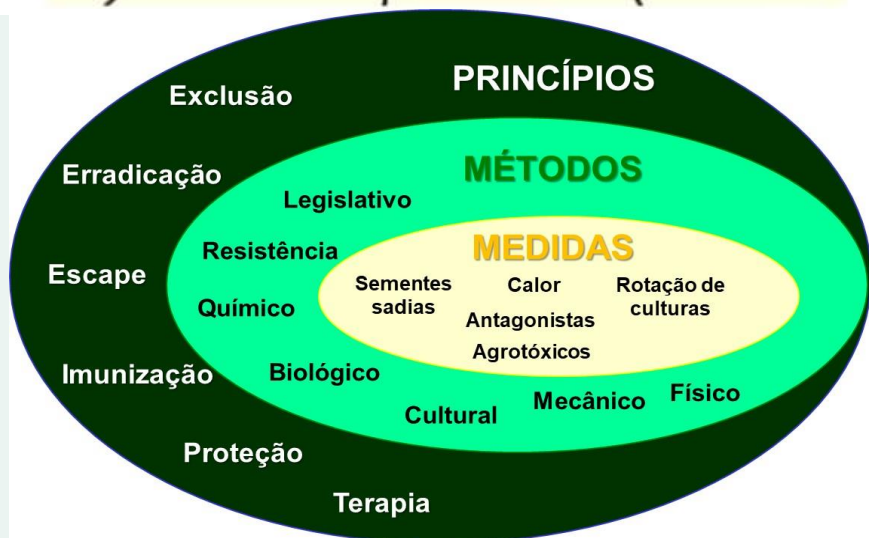 PRINCÍPIOS
Exclusão
Erradicação
Escape
Imunização
Proteção
Terapia
MÉTODOS
Legislativo
Resistência
Químico
Biológico
Cultural
Mecânico
Físico
MEDIDAS
Sementes
sadias
Calor
Antagonistas
Agrotóxicos
Rotação de
culturas